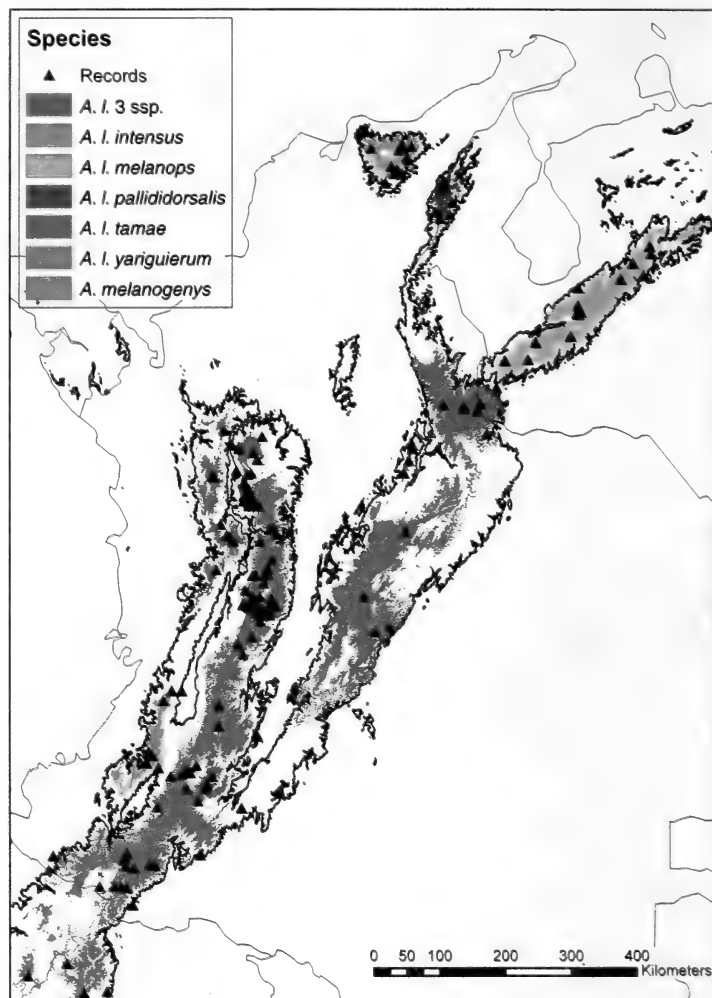 Species
Records
A. l. 3 ssp.
A. l. intensus
A. l. melanops
A. l. pallididorsalis
A. l. tamae
A. l. yariguierum
A. melanogenys
0 50 100 200 300 400
Kilometers